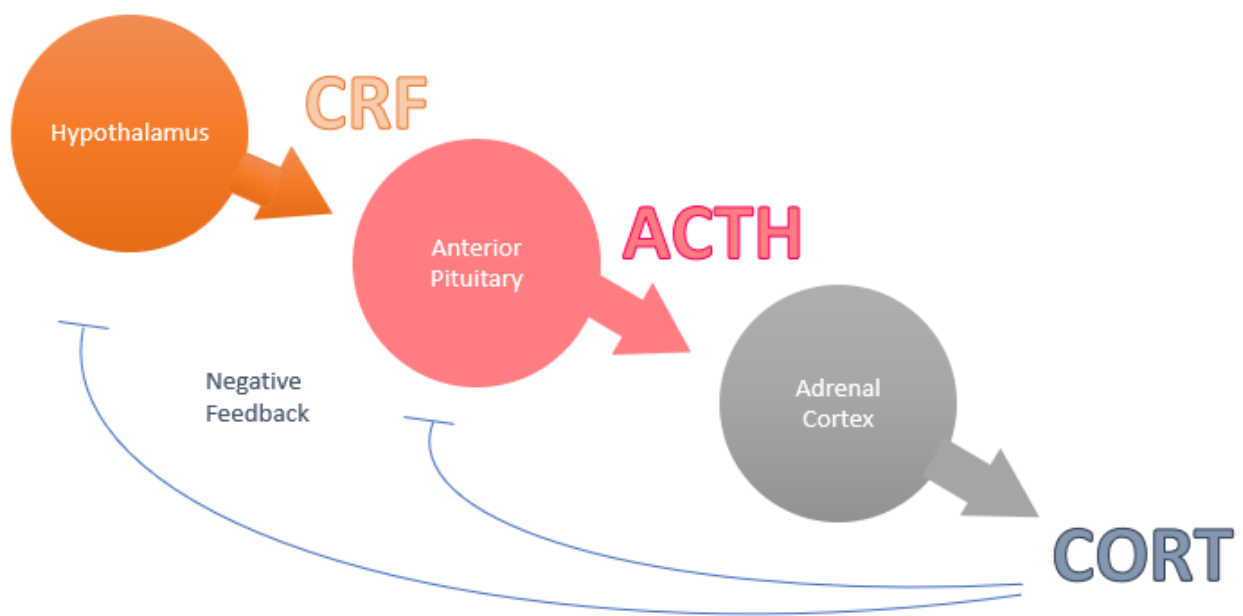 Hypothalamus
CRF
Anterior
Pituitary
ACTH
Adrenal
Cortex
Negative
Feedback
CORT